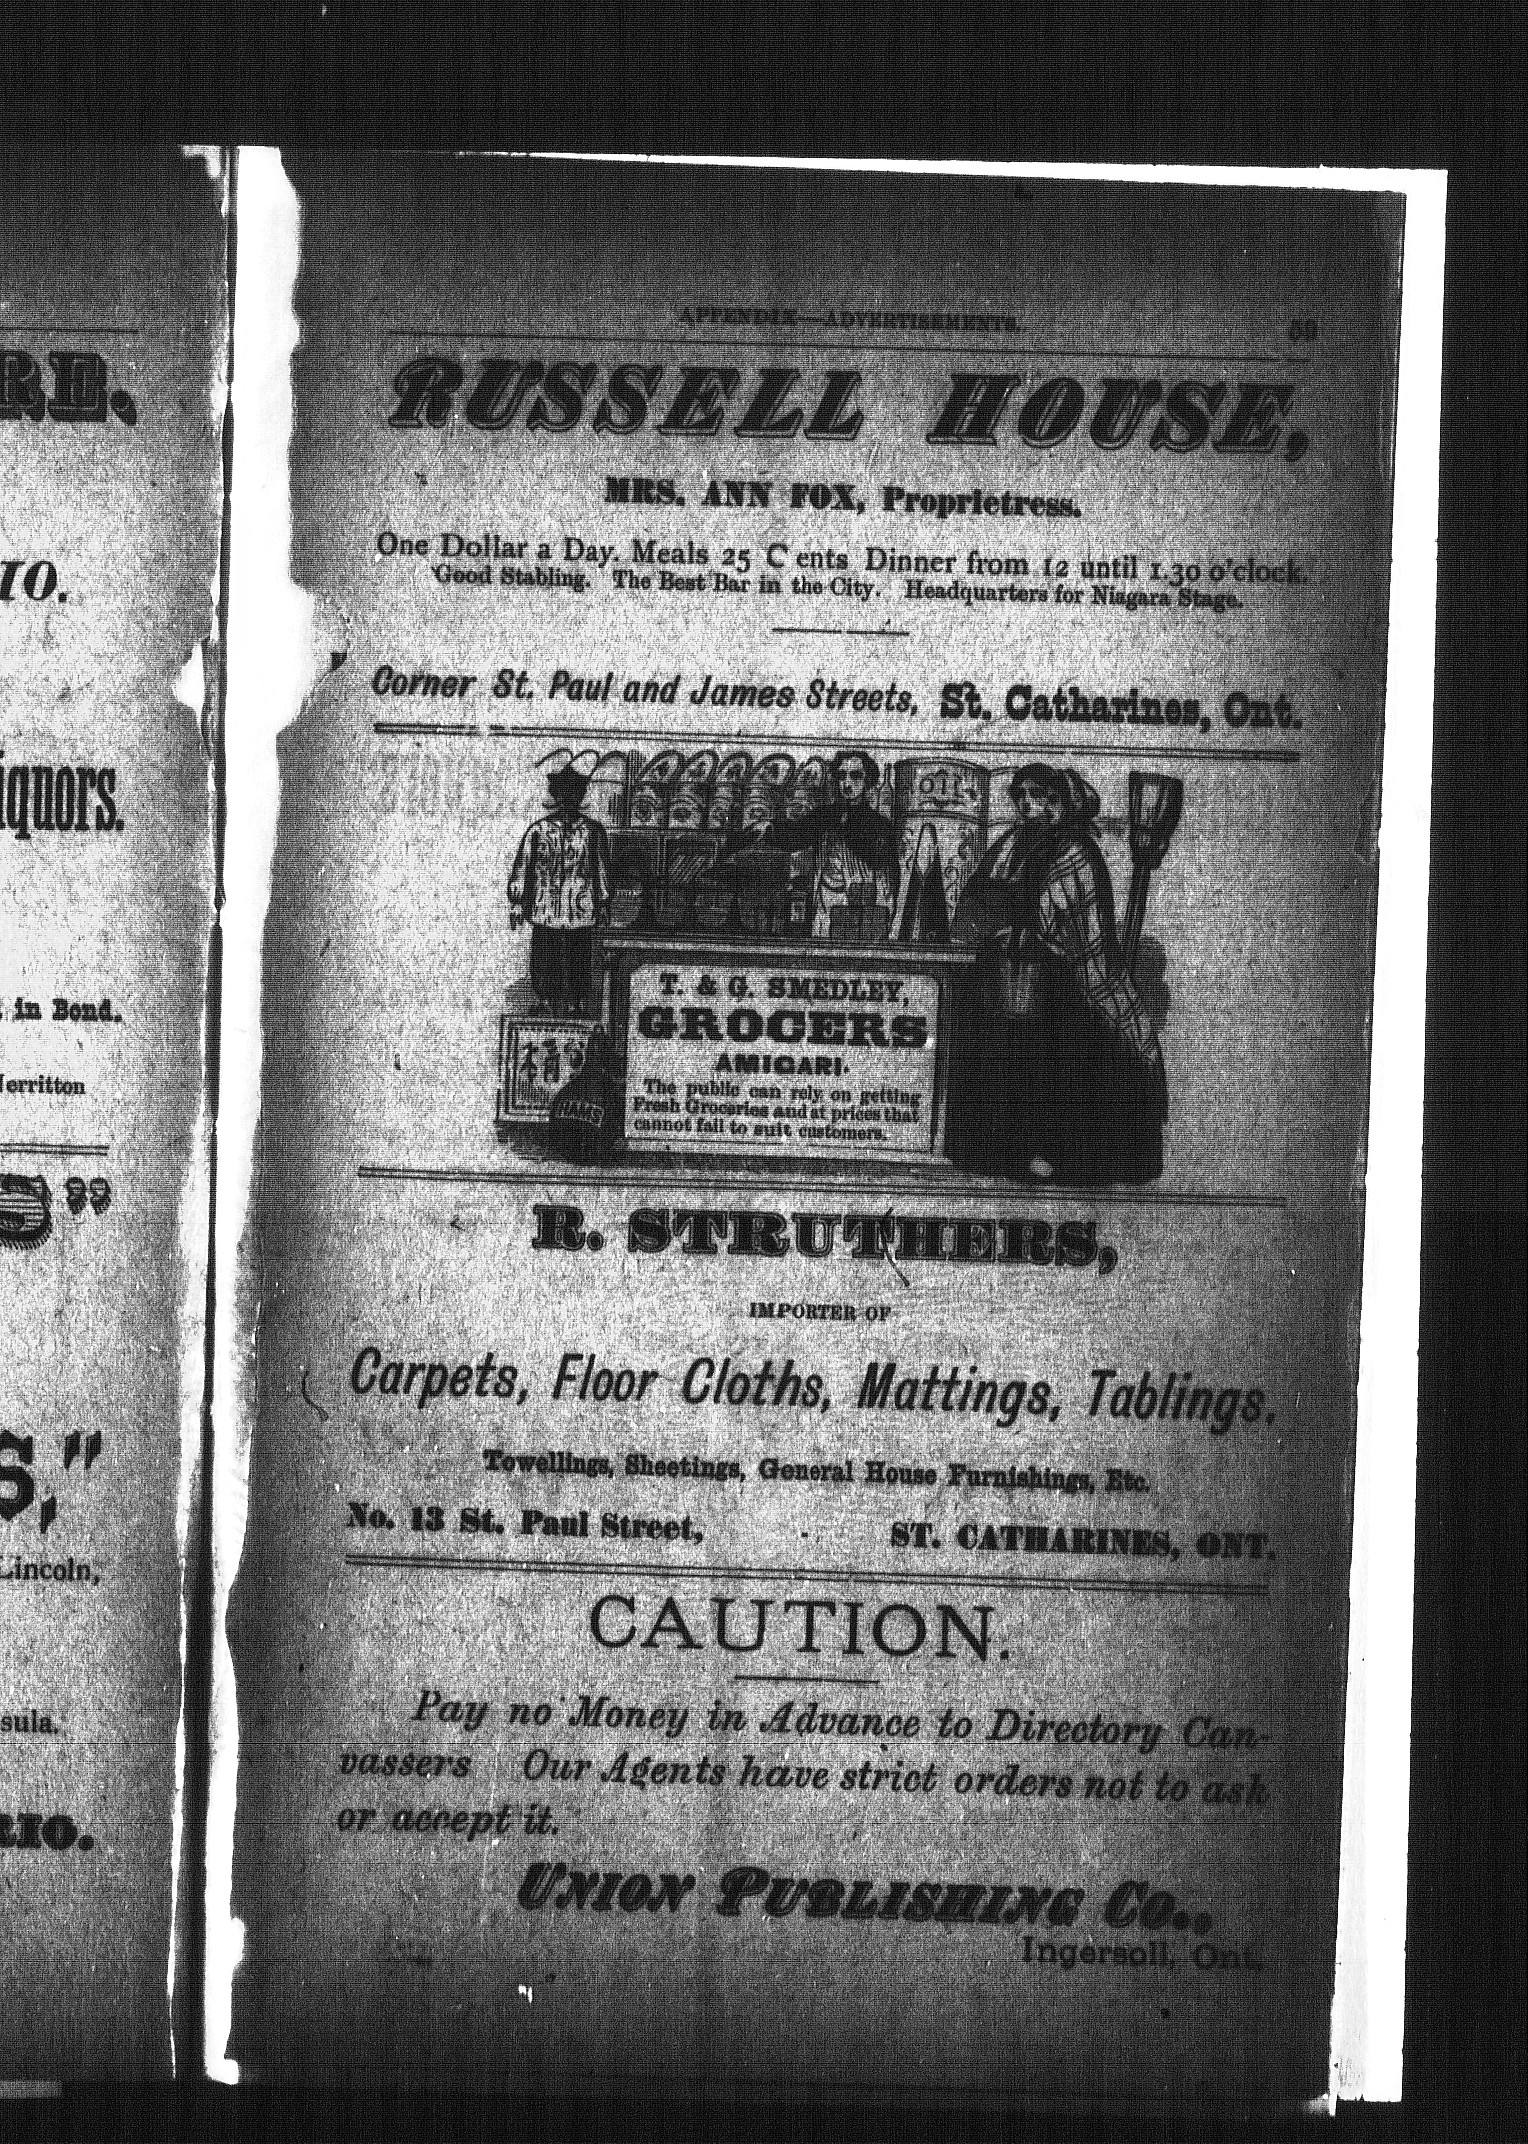 RE.
IO.
iquors.
in Bond.
erritton
S"
S,"
Lincoln,
sula.
RIO.
APPENDIX—ADVERTISEMENTS. 59
RUSSELL HOUSE,
MRS. ANN FOX, Proprietress.
One Dollar a Day. Meals 25 C ents Dinner from 12 until 1.30 o'clock.
Good Stabling. The Best Bar in the City. Headquarters for Niagara Stage.
Corner St. Paul and James Streets, St. Catharines, Ont.
OIL
T. & G. SMEDLEY,
GROCERS
AMIGARI.
The public can rely on getting
Fresh Groceries and at prices that
cannot fail to suit customers.
HAMS
R. STRUTHERS,
IMPORTER OF
Carpets, Floor Cloths, Mattings, Tablings,
Towellings, Sheetings, General House Furnishings, Etc.
No. 13 St. Paul Street, - ST. CATHARINES, ONT.
CAUTION.
Pay no Money in Advance to Directory Can-
vassers Our Agents have strict orders not to ask
or accept it.
UNION PUBLISHING CO.,
Ingersoll, Ont.